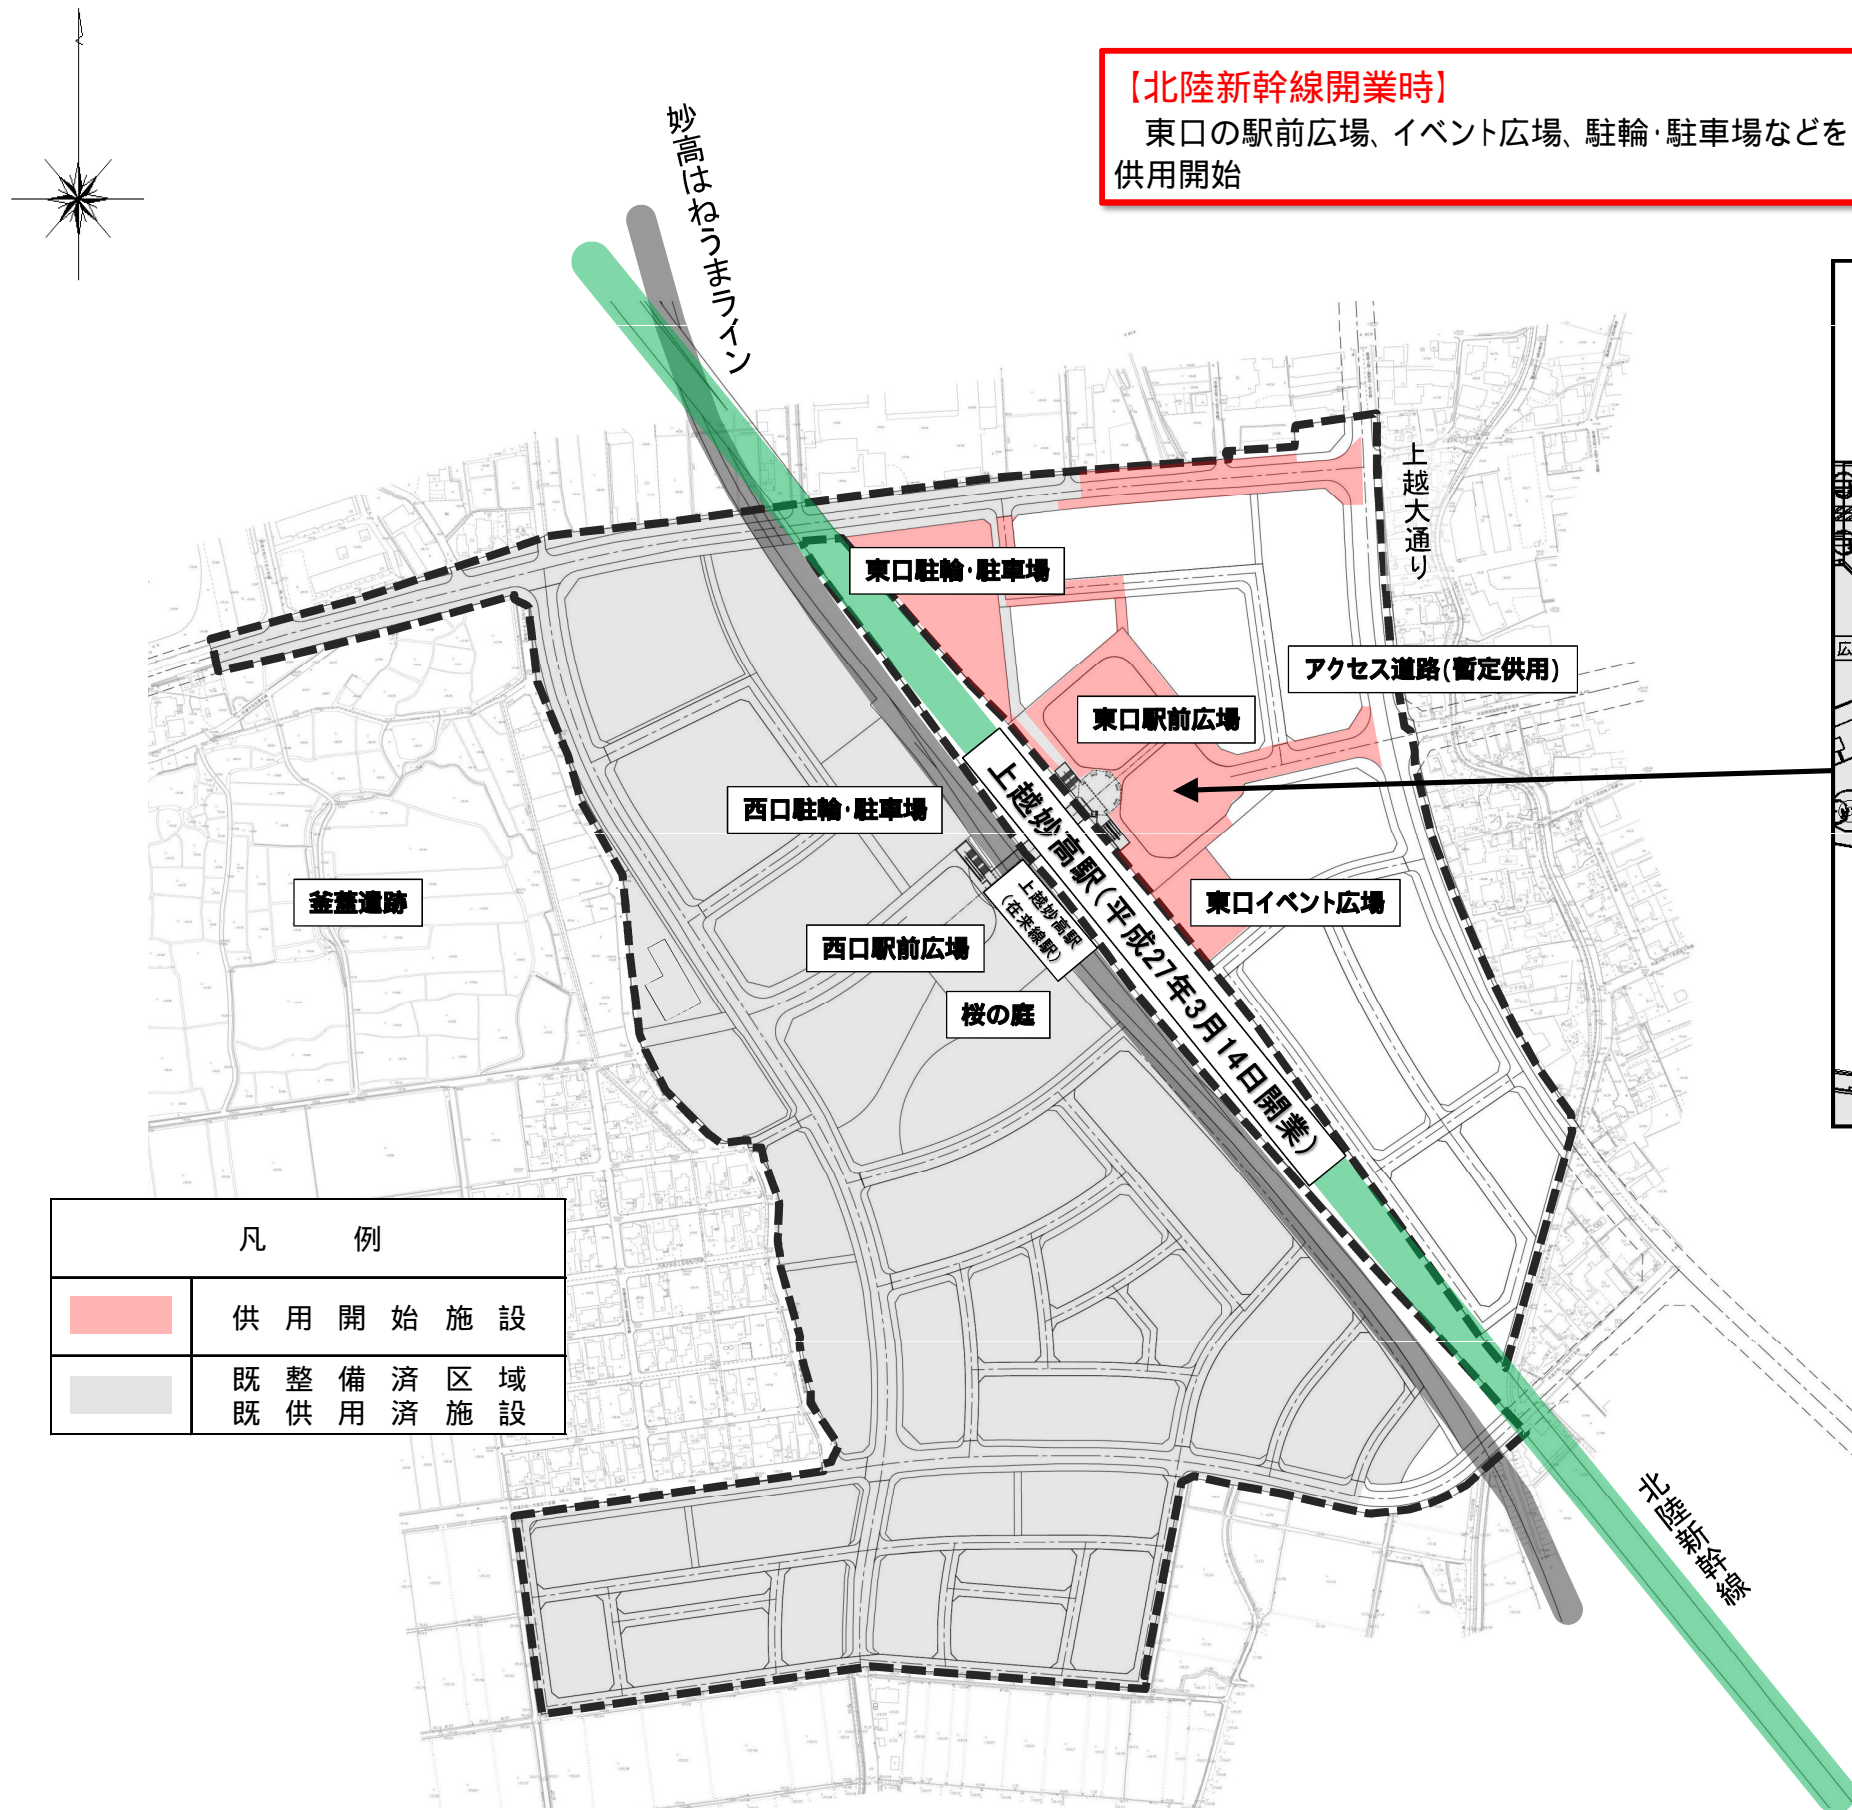 【北陸新幹線開業時】
東口の駅前広場、イベント広場、駐輪・駐車場などを
供用開始
妙高はねうまライン
上越大通り
東口駐輪・駐車場
アクセス道路(暫定供用)
東口駅前広場
西口駐輪・駐車場
上越妙高駅(平成27年3月14日開業)
釜蓋遺跡
上越妙高駅
(在来線駅)
東口イベント広場
西口駅前広場
桜の庭
凡例
供用開始施設
既整備済区域
既供用済施設
北陸新幹線
広